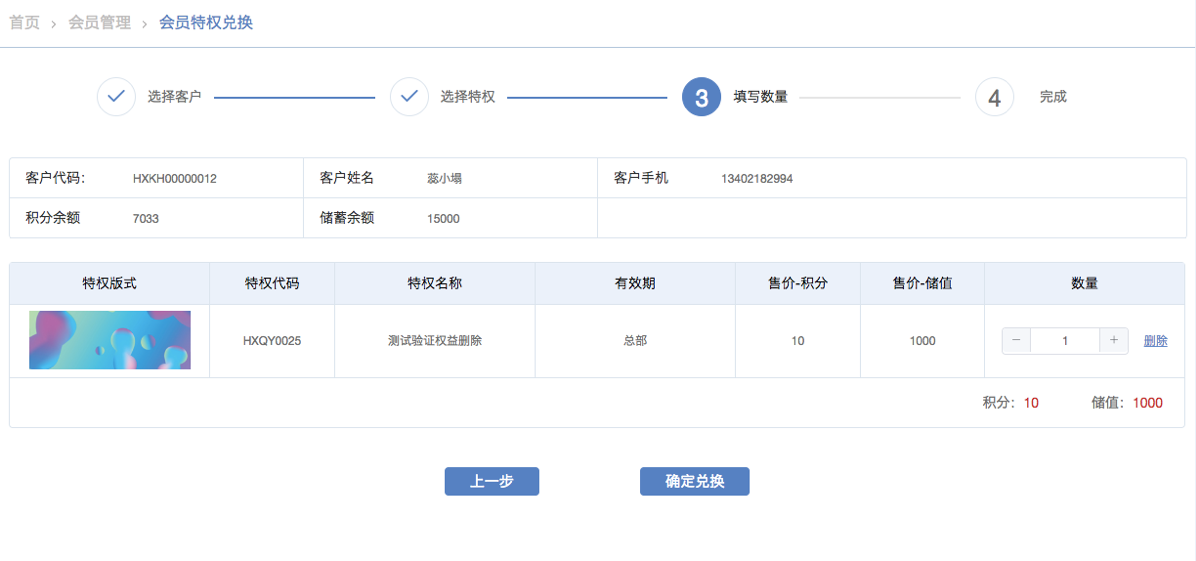 首页 › 会员管理 › 会员特权兑换
选择客户 选择特权 3 填写数量 4 完成
客户代码： HXKH00000012 客户姓名 蕊小塌 客户手机 13402182994
积分余额 7033 储蓄余额 15000
特权版式 特权代码 特权名称 有效期 售价-积分 售价-储值 数量
HXQY0025 测试验证权益删除 总部 10 1000 − 1 + 删除
积分：10 储值：1000
上一步 确定兑换